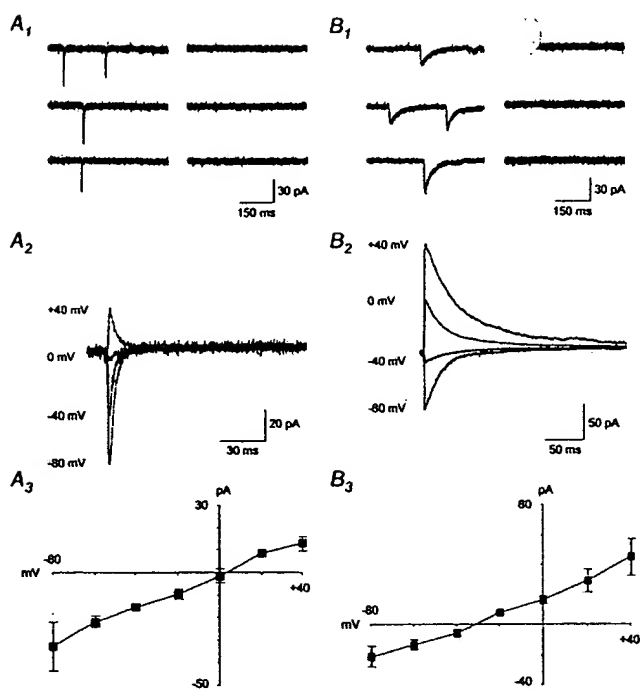 A1
B1
30 pA
150 ms
30 pA
150 ms
A2
B2
+40 mV
0 mV
-40 mV
-80 mV
20 pA
30 ms
+40 mV
0 mV
-40 mV
-80 mV
50 pA
50 ms
A3
B3
30
pA
-80
mV
+40
-50
pA
60
-80
mV
+40
-40